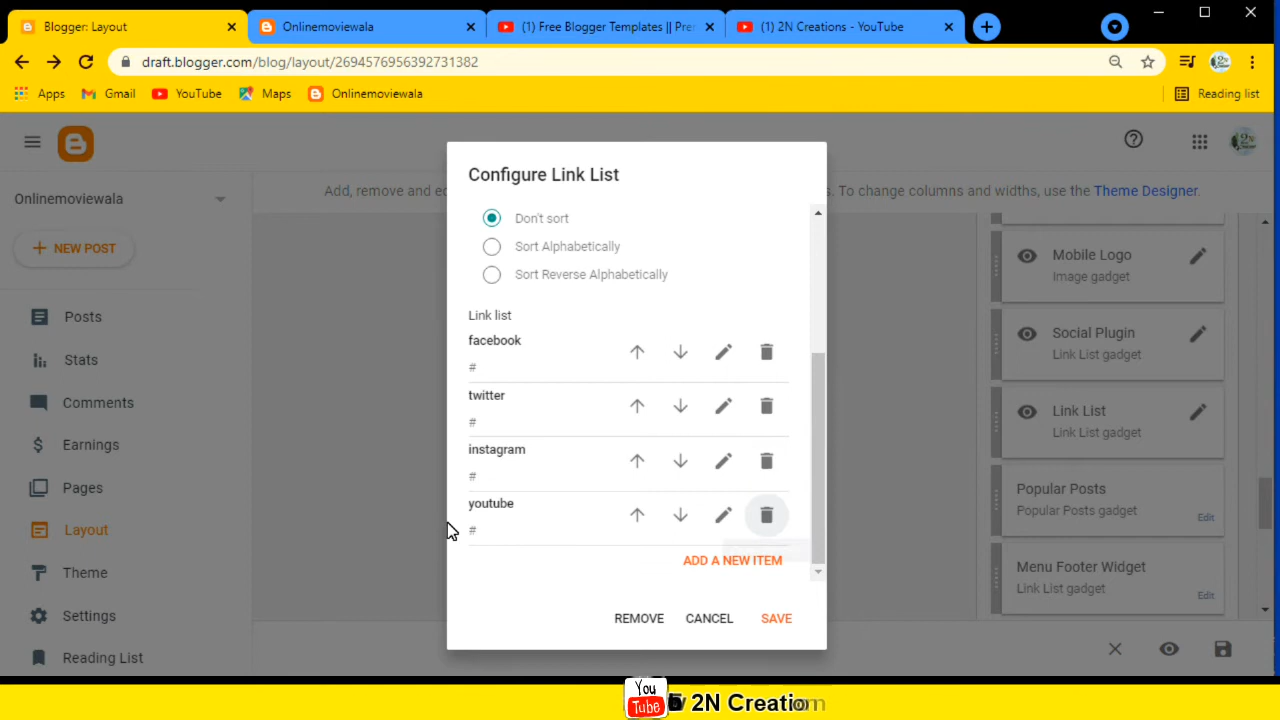 Blogger: Layout
Onlinemoviewala
(1) Free Blogger Templates || Pre
(1) 2N Creations - YouTube
draft.blogger.com/blog/layout/2694576956392731382
Apps
Gmail
YouTube
Maps
Onlinemoviewala
Reading list
Add, remove and e
s. To change columns and widths, use the Theme Designer.
Onlinemoviewala
NEW POST
Posts
Stats
Comments
Earnings
Pages
Layout
Theme
Settings
Reading List
Configure Link List
Don't sort
Sort Alphabetically
Sort Reverse Alphabetically
Link list
facebook
#
twitter
#
instagram
#
youtube
#
ADD A NEW ITEM
REMOVE
CANCEL
SAVE
Mobile Logo
Image gadget
Social Plugin
Link List gadget
Link List
Link List gadget
Popular Posts
Popular Posts gadget
Edit
Menu Footer Widget
Link List gadget
Edit
You
Tube
2N Creatio